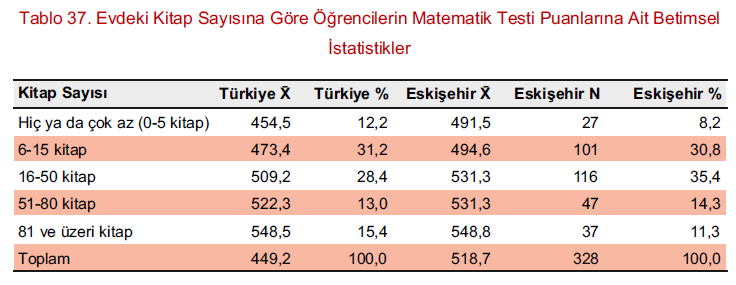 Tablo 37. Evdeki Kitap Sayısına Göre Öğrencilerin Matematik Testi Puanlarına Ait Betimsel
İstatistikler
Kitap Sayısı Türkiye X̄ Türkiye % Eskişehir X̄ Eskişehir N Eskişehir %
Hiç ya da çok az (0-5 kitap) 454,5 12,2 491,5 27 8,2
6-15 kitap 473,4 31,2 494,6 101 30,8
16-50 kitap 509,2 28,4 531,3 116 35,4
51-80 kitap 522,3 13,0 531,3 47 14,3
81 ve üzeri kitap 548,5 15,4 548,8 37 11,3
Toplam 449,2 100,0 518,7 328 100,0